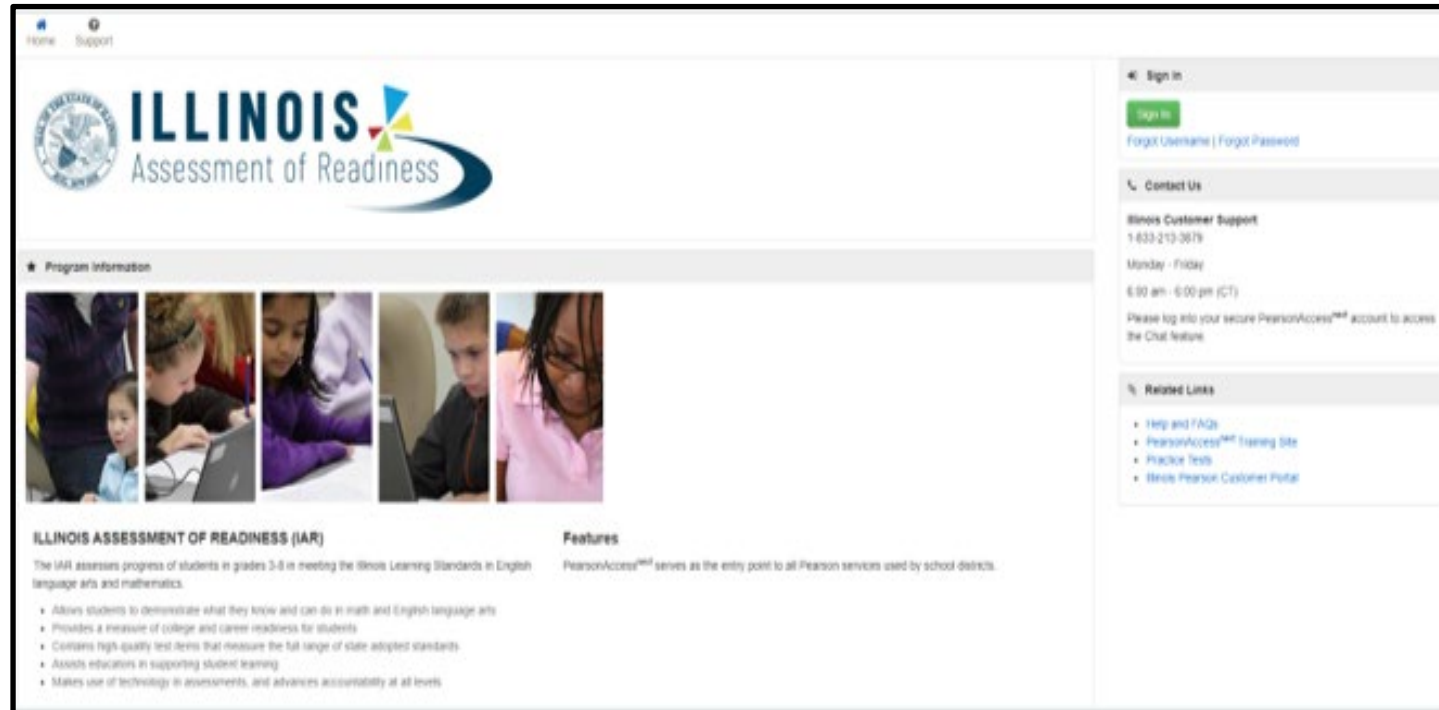 Home Support
ILLINOIS
Assessment of Readiness
Program Information
ILLINOIS ASSESSMENT OF READINESS (IAR)
The IAR assesses progress of students in grades 3-8 in meeting the Illinois Learning Standards in English
language arts and mathematics.
Allows students to demonstrate what they know and can do in math and English language arts
Provides a measure of college and career readiness for students
Contains high quality test items that measure the full range of state adopted standards
Assists educators in supporting student learning
Makes use of technology in assessments, and advances accountability at all levels
Features
PearsonAccessnext serves as the entry point to all Pearson services used by school districts.
Sign In
Sign In
Forgot Username | Forgot Password
Contact Us
Illinois Customer Support
1-833-213-3879
Monday - Friday
6:00 am - 6:00 pm (CT)
Please log into your secure PearsonAccessnext account to access
the Chat feature.
Related Links
Help and FAQs
PearsonAccessnext Training Site
Practice Tests
Illinois Pearson Customer Portal